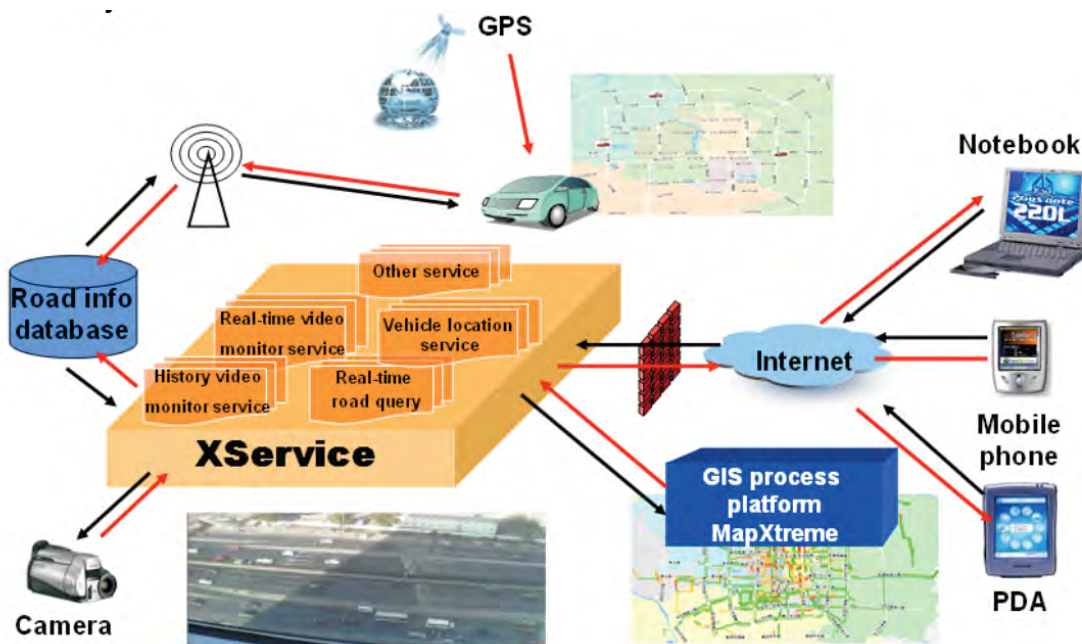 GPS
Notebook
Road info
database
Other service
Real-time video
monitor service
Vehicle location
service
History video
monitor service
Real-time
road query
XService
Internet
Mobile
phone
GIS process
platform
MapXtreme
Camera
PDA
220L